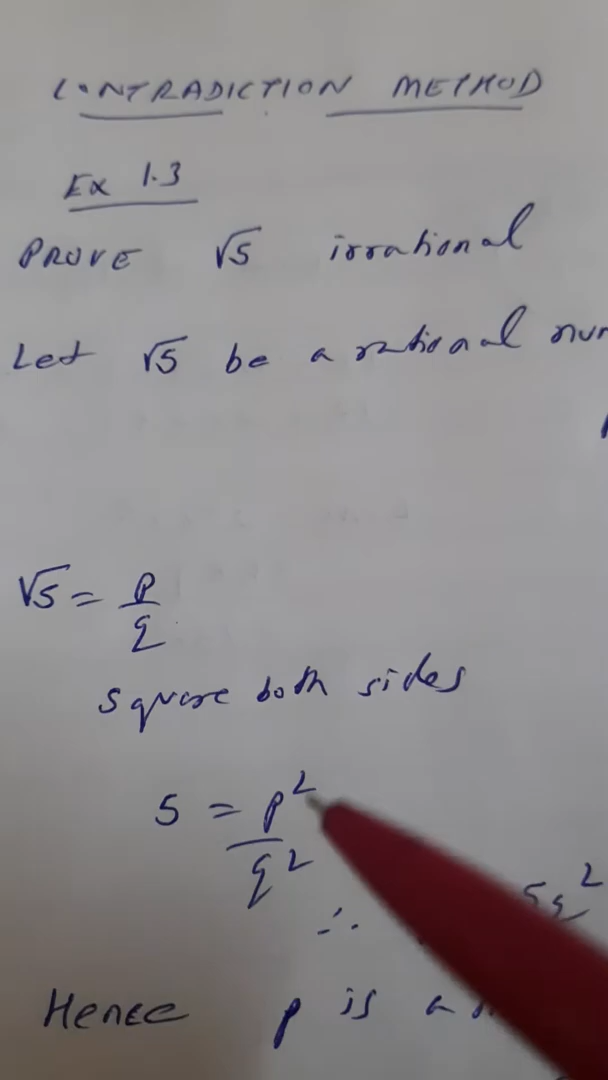 CONTRADICTION METHOD
Ex 1.3
PROVE √5 irrational
Let √5 be a rational
√5 = p/q
Square both sides
5 = p²/q²
∴ 5q²
Hence p is a